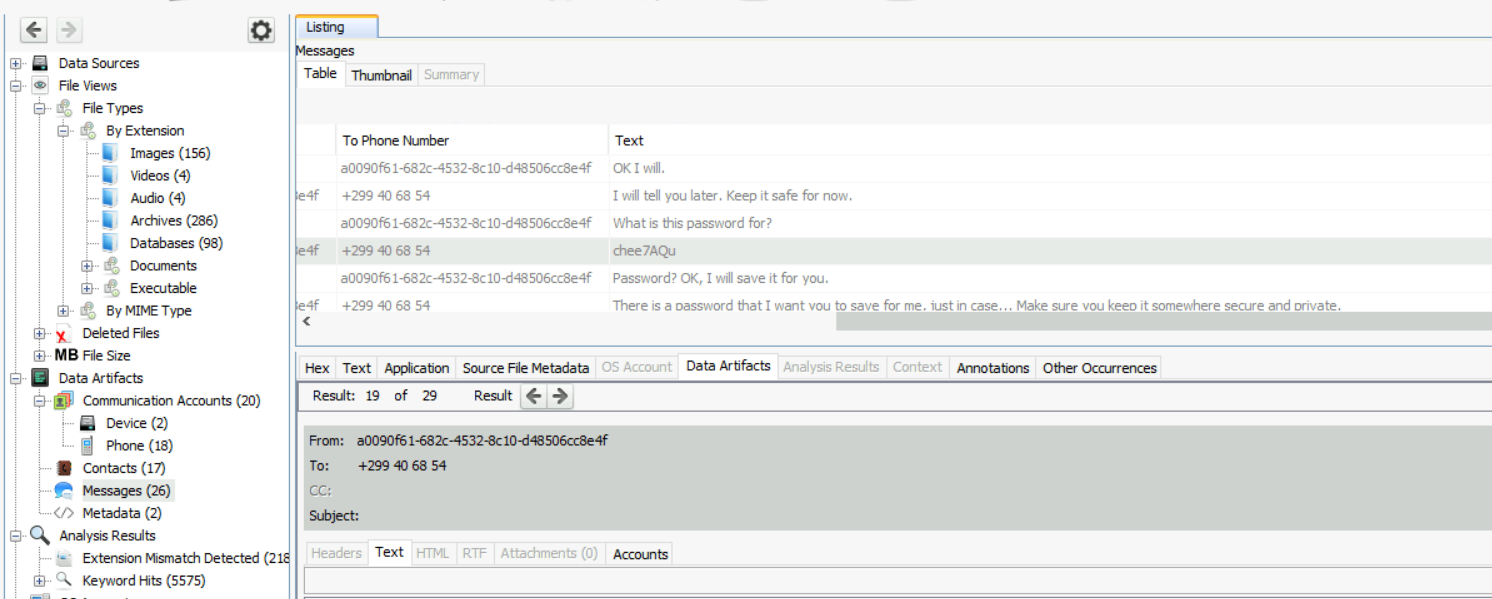 Listing
Messages
Table Thumbnail Summary
To Phone Number Text
a0090f61-682c-4532-8c10-d48506cc8e4f OK I will.
8e4f +299 40 68 54 I will tell you later. Keep it safe for now.
a0090f61-682c-4532-8c10-d48506cc8e4f What is this password for?
8e4f +299 40 68 54 chee7AQu
a0090f61-682c-4532-8c10-d48506cc8e4f Password? OK, I will save it for you.
8e4f +299 40 68 54 There is a password that I want you to save for me, just in case... Make sure you keep it somewhere secure and private.
Data Sources
File Views
File Types
By Extension
Images (156)
Videos (4)
Audio (4)
Archives (286)
Databases (98)
Documents
Executable
By MIME Type
Deleted Files
MB File Size
Data Artifacts
Communication Accounts (20)
Device (2)
Phone (18)
Contacts (17)
Messages (26)
Metadata (2)
Analysis Results
Extension Mismatch Detected (218
Keyword Hits (5575)
Hex Text Application Source File Metadata OS Account Data Artifacts Analysis Results Context Annotations Other Occurrences
Result: 19 of 29 Result
From: a0090f61-682c-4532-8c10-d48506cc8e4f
To: +299 40 68 54
CC:
Subject:
Headers Text HTML RTF Attachments (0) Accounts